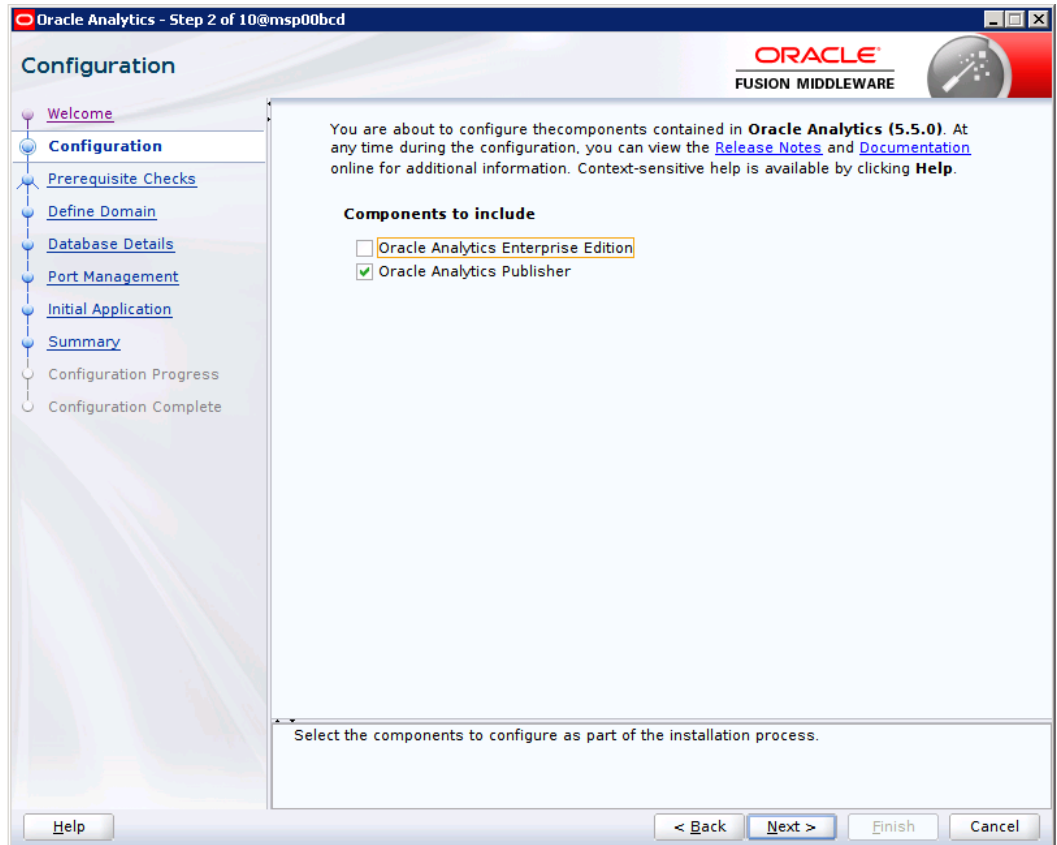 Oracle Analytics - Step 2 of 10@msp00bcd
Configuration
ORACLE
FUSION MIDDLEWARE
Welcome
Configuration
Prerequisite Checks
Define Domain
Database Details
Port Management
Initial Application
Summary
Configuration Progress
Configuration Complete
You are about to configure thecomponents contained in Oracle Analytics (5.5.0). At
any time during the configuration, you can view the Release Notes and Documentation
online for additional information. Context-sensitive help is available by clicking Help.
Components to include
Oracle Analytics Enterprise Edition
Oracle Analytics Publisher
Select the components to configure as part of the installation process.
Help
< Back
Next >
Finish
Cancel